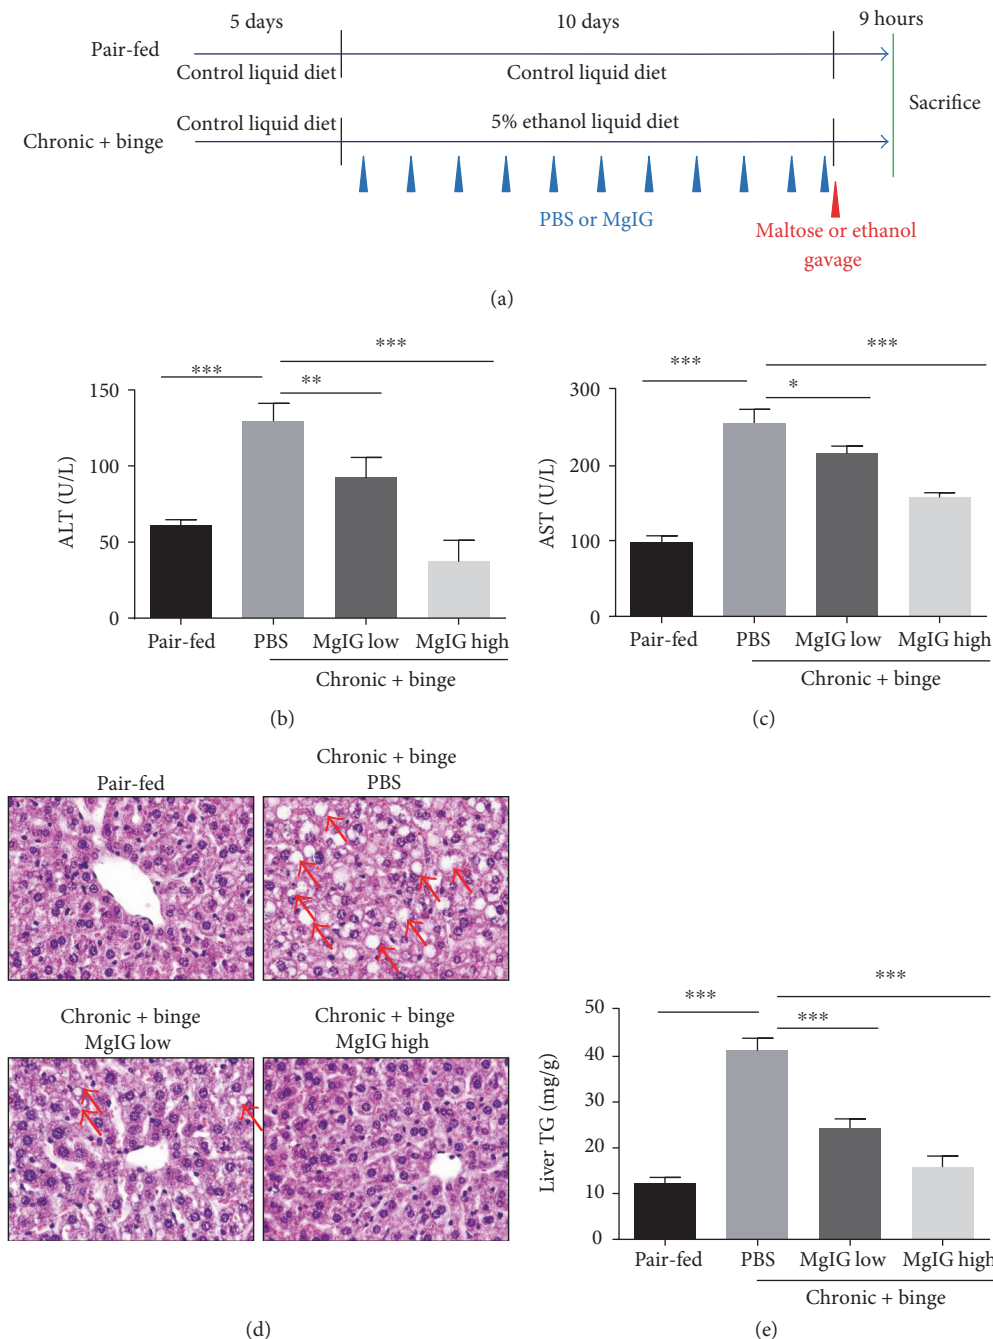 5 days 10 days 9 hours
Pair-fed
Control liquid diet Control liquid diet
Sacrifice
Control liquid diet 5% ethanol liquid diet
Chronic + binge
PBS or MgIG
Maltose or ethanol
gavage
(a)
***
*** **
150
100
50
0
ALT (U/L)
Pair-fed PBS MgIG low MgIG high
Chronic + binge
(b)
***
*** *
300
200
100
0
AST (U/L)
Pair-fed PBS MgIG low MgIG high
Chronic + binge
(c)
Pair-fed
Chronic + binge
PBS
Chronic + binge
MgIG low
Chronic + binge
MgIG high
(d)
***
*** ***
50
40
30
20
10
0
Liver TG (mg/g)
Pair-fed PBS MgIG low MgIG high
Chronic + binge
(e)